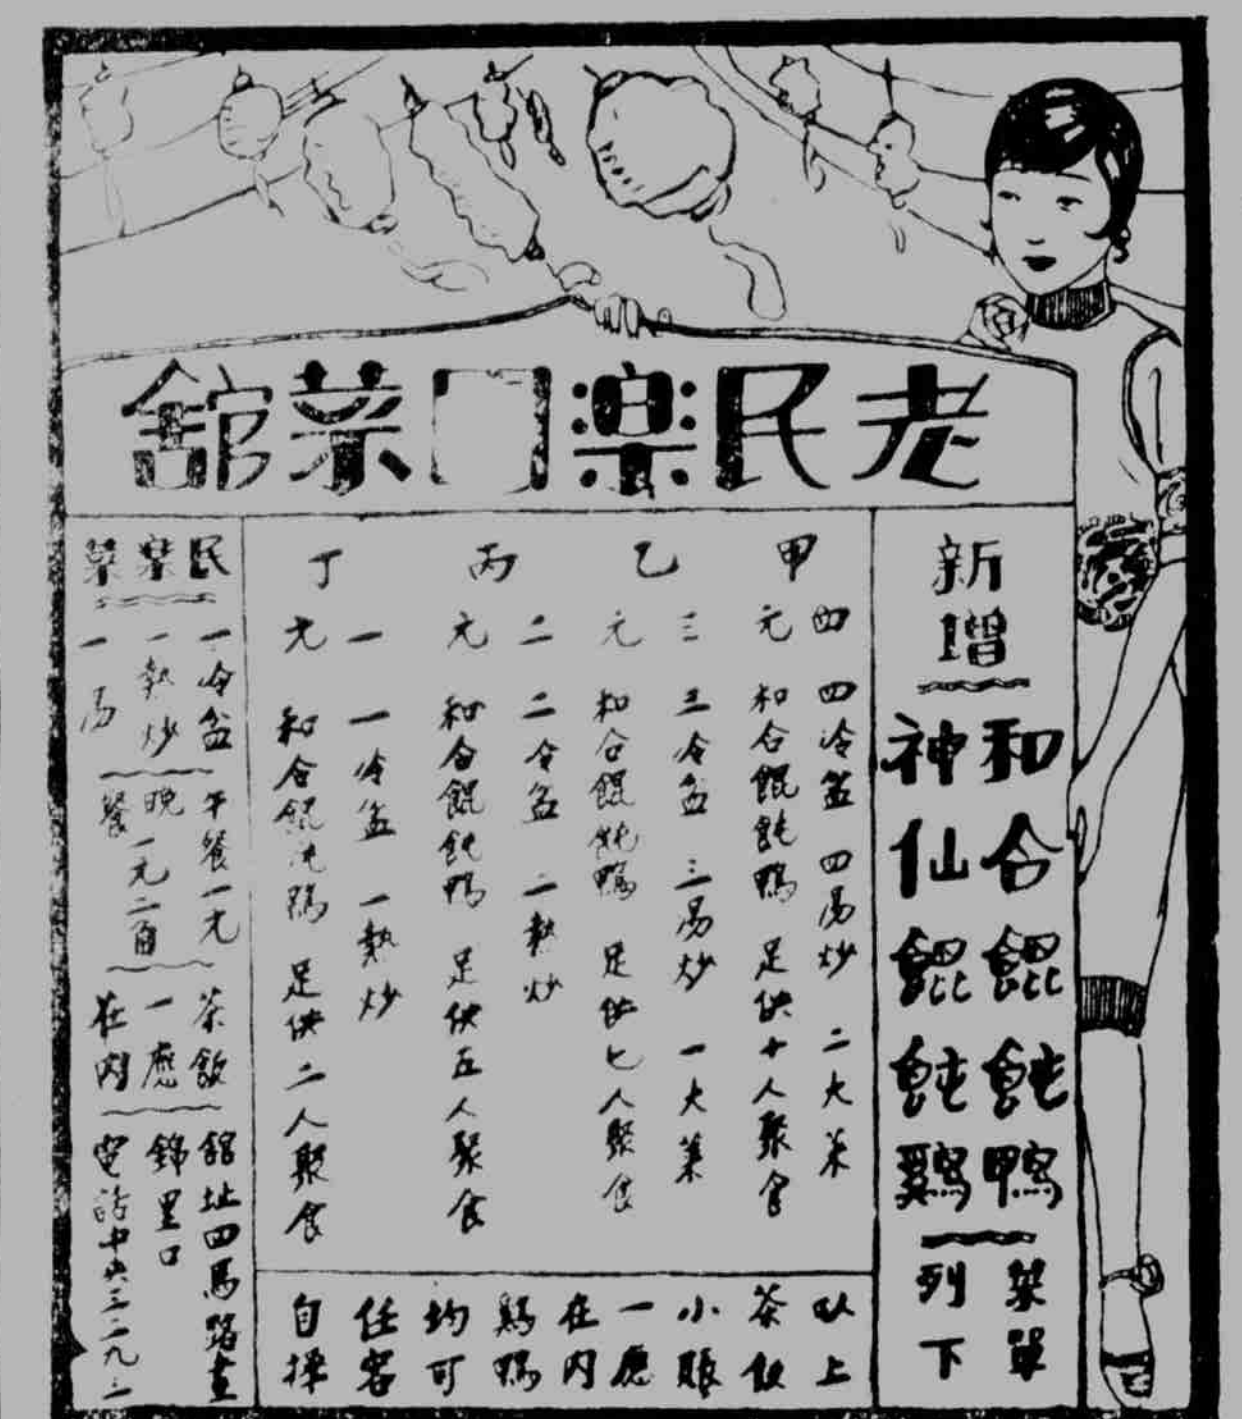 老民樂門菜館
新增
和合餛飩鴨
神仙餛飩鷄
菜單
列下
甲
四 四冷盆 四湯炒 二大菜
元 和合餛飩鴨 足供十人聚食
乙
三 三冷盆 三湯炒 一大菜
元 和合餛飩鴨 足供七人聚食
丙
二 二冷盆 二熱炒
元 和合餛飩鴨 足供五人聚食
丁
一 一冷盆 一熱炒
元 和合餛飩鴨 足供二人聚食
以上
茶飯
小賬
一應
在内
鷄鴨
均可
任客
自擇
民樂菜
一冷盆
一熱炒
一湯
午餐一元
晚一元二角
餐
茶飯
一應
在内
館址四馬路畫
錦里口
電話中央